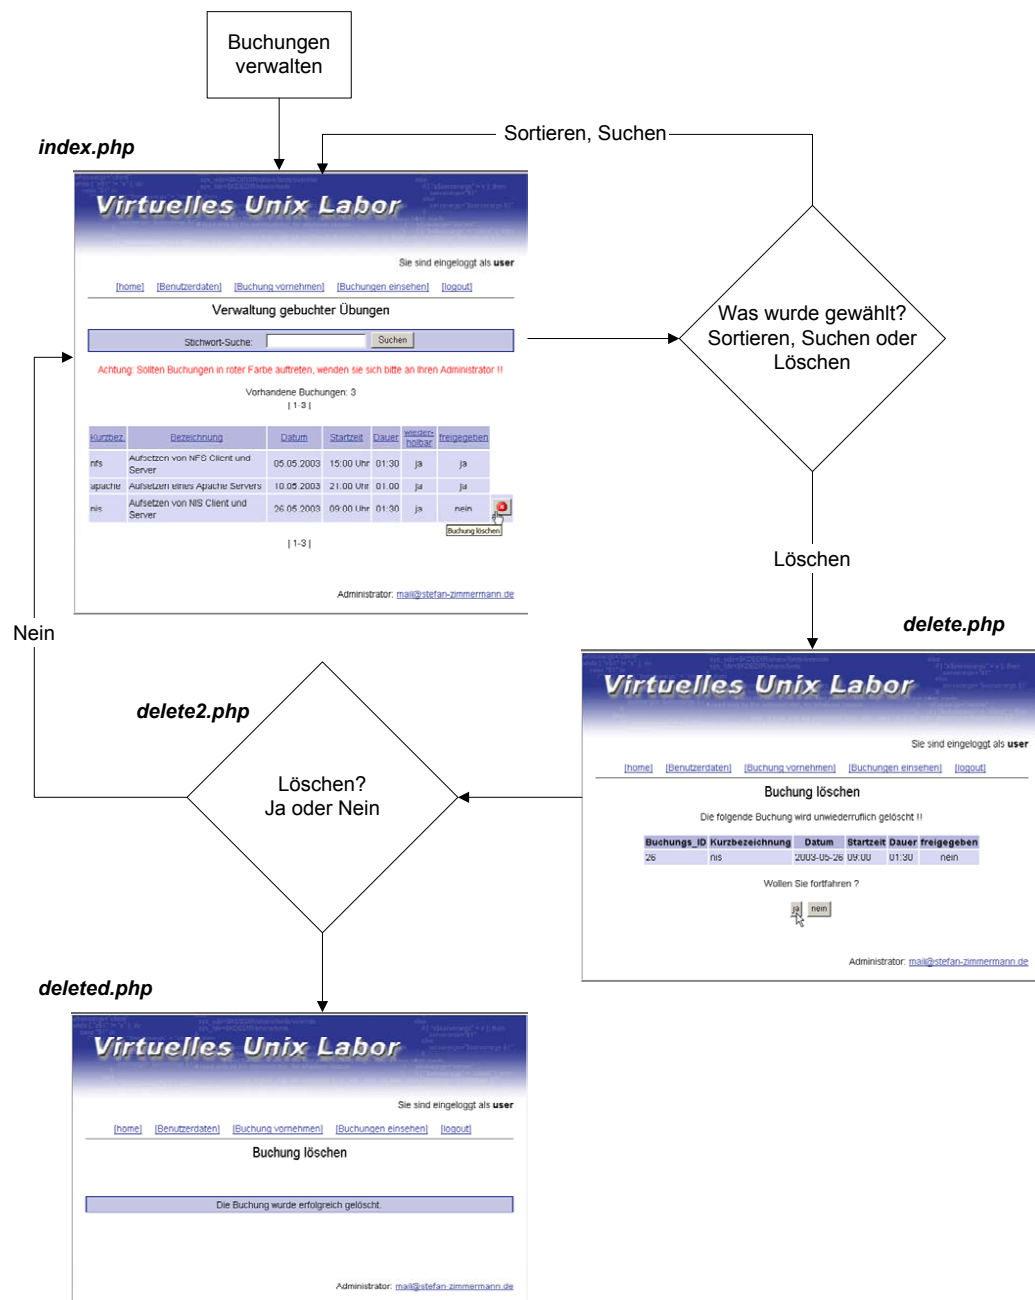 Buchungen
verwalten
Sortieren, Suchen
index.php
Virtuelles Unix Labor
Sie sind eingeloggt als user
[home] [Benutzerdaten] [Buchung vornehmen] [Buchungen einsehen] [logout]
Verwaltung gebuchter Übungen
Stichwort-Suche: Suchen
Achtung: Sollten Buchungen in roter Farbe auftreten, wenden sie sich bitte an Ihren Administrator !!
Vorhandene Buchungen: 3
| 1-3 |
Kurzbez. Bezeichnung Datum Startzeit Dauer wieder-holbar freigegeben
nfs Aufsetzen von NFS Client und Server 05.05.2003 15:00 Uhr 01:30 ja ja
apache Aufsetzen eines Apache Servers 10.05.2003 21:00 Uhr 01:00 ja ja
nis Aufsetzen von NIS Client und Server 26.05.2003 09:00 Uhr 01:30 ja nein
Buchung löschen
| 1-3 |
Administrator: mail@stefan-zimmermann.de
Was wurde gewählt?
Sortieren, Suchen oder
Löschen
Löschen
Nein
delete.php
Virtuelles Unix Labor
Sie sind eingeloggt als user
[home] [Benutzerdaten] [Buchung vornehmen] [Buchungen einsehen] [logout]
Buchung löschen
Die folgende Buchung wird unwiederruflich gelöscht !!
Buchungs_ID Kurzbezeichnung Datum Startzeit Dauer freigegeben
26 nis 2003-05-26 09:00 01:30 nein
Wollen Sie fortfahren ?
ja nein
Administrator: mail@stefan-zimmermann.de
delete2.php
Löschen?
Ja oder Nein
deleted.php
Virtuelles Unix Labor
Sie sind eingeloggt als user
[home] [Benutzerdaten] [Buchung vornehmen] [Buchungen einsehen] [logout]
Buchung löschen
Die Buchung wurde erfolgreich gelöscht.
Administrator: mail@stefan-zimmermann.de